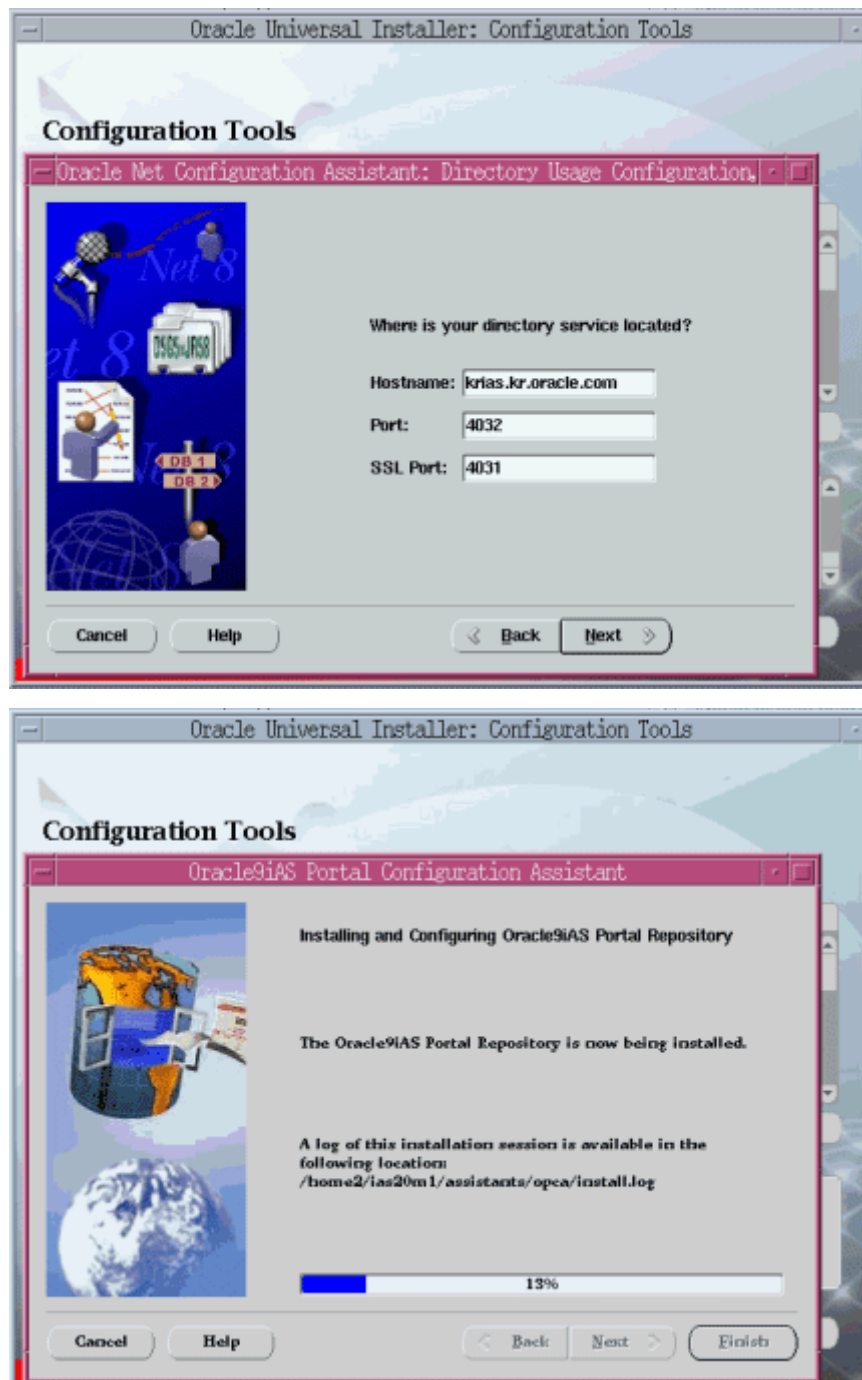 Oracle Universal Installer: Configuration Tools
Configuration Tools
Oracle Net Configuration Assistant: Directory Usage Configuration,
Net 8
et 8
DB 1
DB 2
Where is your directory service located?
Hostname: krias.kr.oracle.com
Port: 4032
SSL Port: 4031
Cancel Help Back Next
Oracle Universal Installer: Configuration Tools
Configuration Tools
Oracle9iAS Portal Configuration Assistant
Installing and Configuring Oracle9iAS Portal Repository
The Oracle9iAS Portal Repository is now being installed.
A log of this installation session is available in the
following location:
/home2/ias20m1/assistants/opca/install.log
13%
Cancel Help Back Next Finish